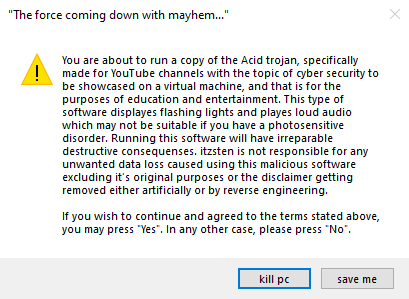 "The force coming down with mayhem..."
You are about to run a copy of the Acid trojan, specifically
made for YouTube channels with the topic of cyber security to
be showcased on a virtual machine, and that is for the
purposes of education and entertainment. This type of
software displayes flashing lights and playes loud audio
which may not be suitable if you have a photosensitive
disorder. Running this software will have irreparable
destructive consequenses. itzsten is not responsible for any
unwanted data loss caused using this malicious software
excluding it's original purposes or the disclaimer getting
removed either artificially or by reverse engineering.
If you wish to continue and agreed to the terms stated above,
you may press "Yes". In any other case, please press "No".
kill pc
save me